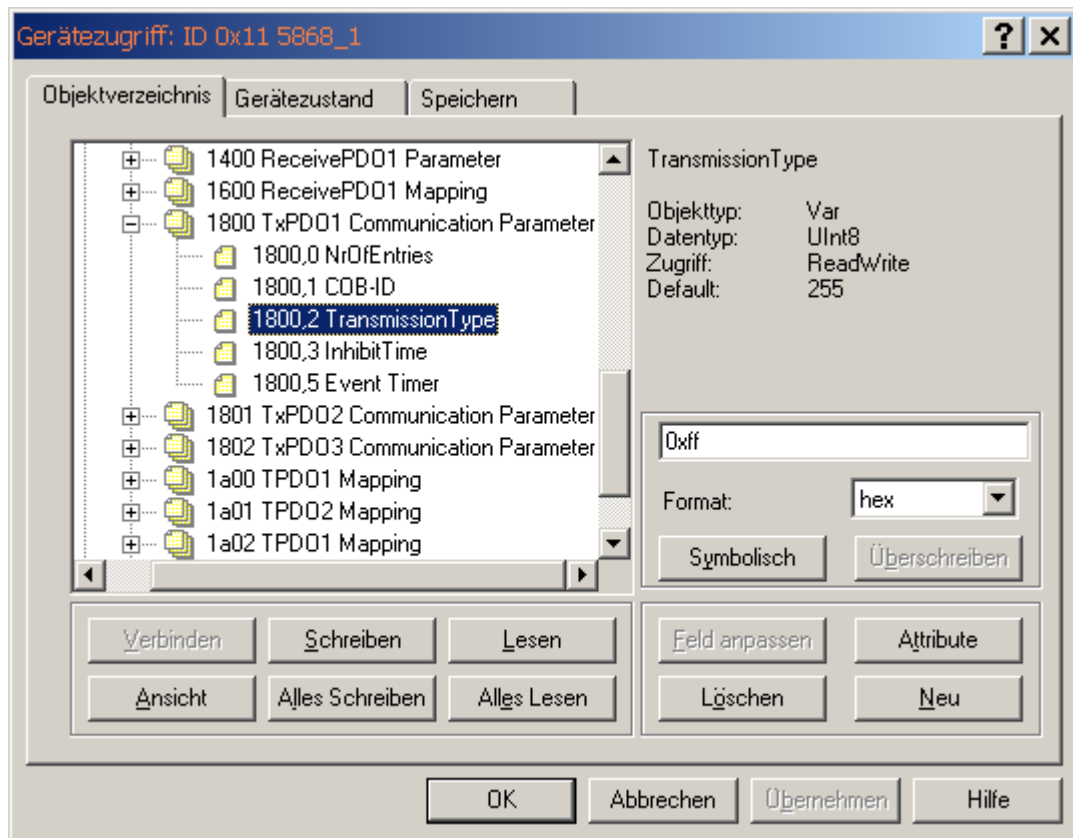 Gerätezugriff: ID 0x11 5868_1
Objektverzeichnis
Gerätezustand
Speichern
1400 ReceivePDO1 Parameter
1600 ReceivePDO1 Mapping
1800 TxPDO1 Communication Parameter
1800,0 NrOfEntries
1800,1 COB-ID
1800,2 TransmissionType
1800,3 InhibitTime
1800,5 Event Timer
1801 TxPDO2 Communication Parameter
1802 TxPDO3 Communication Parameter
1a00 TPDO1 Mapping
1a01 TPDO2 Mapping
1a02 TPDO1 Mapping
TransmissionType
Objekttyp: Var
Datentyp: UInt8
Zugriff: ReadWrite
Default: 255
0xff
Format: hex
Symbolisch Überschreiben
Verbinden Schreiben Lesen
Ansicht Alles Schreiben Alles Lesen
Feld anpassen Attribute
Löschen Neu
OK Abbrechen Übernehmen Hilfe